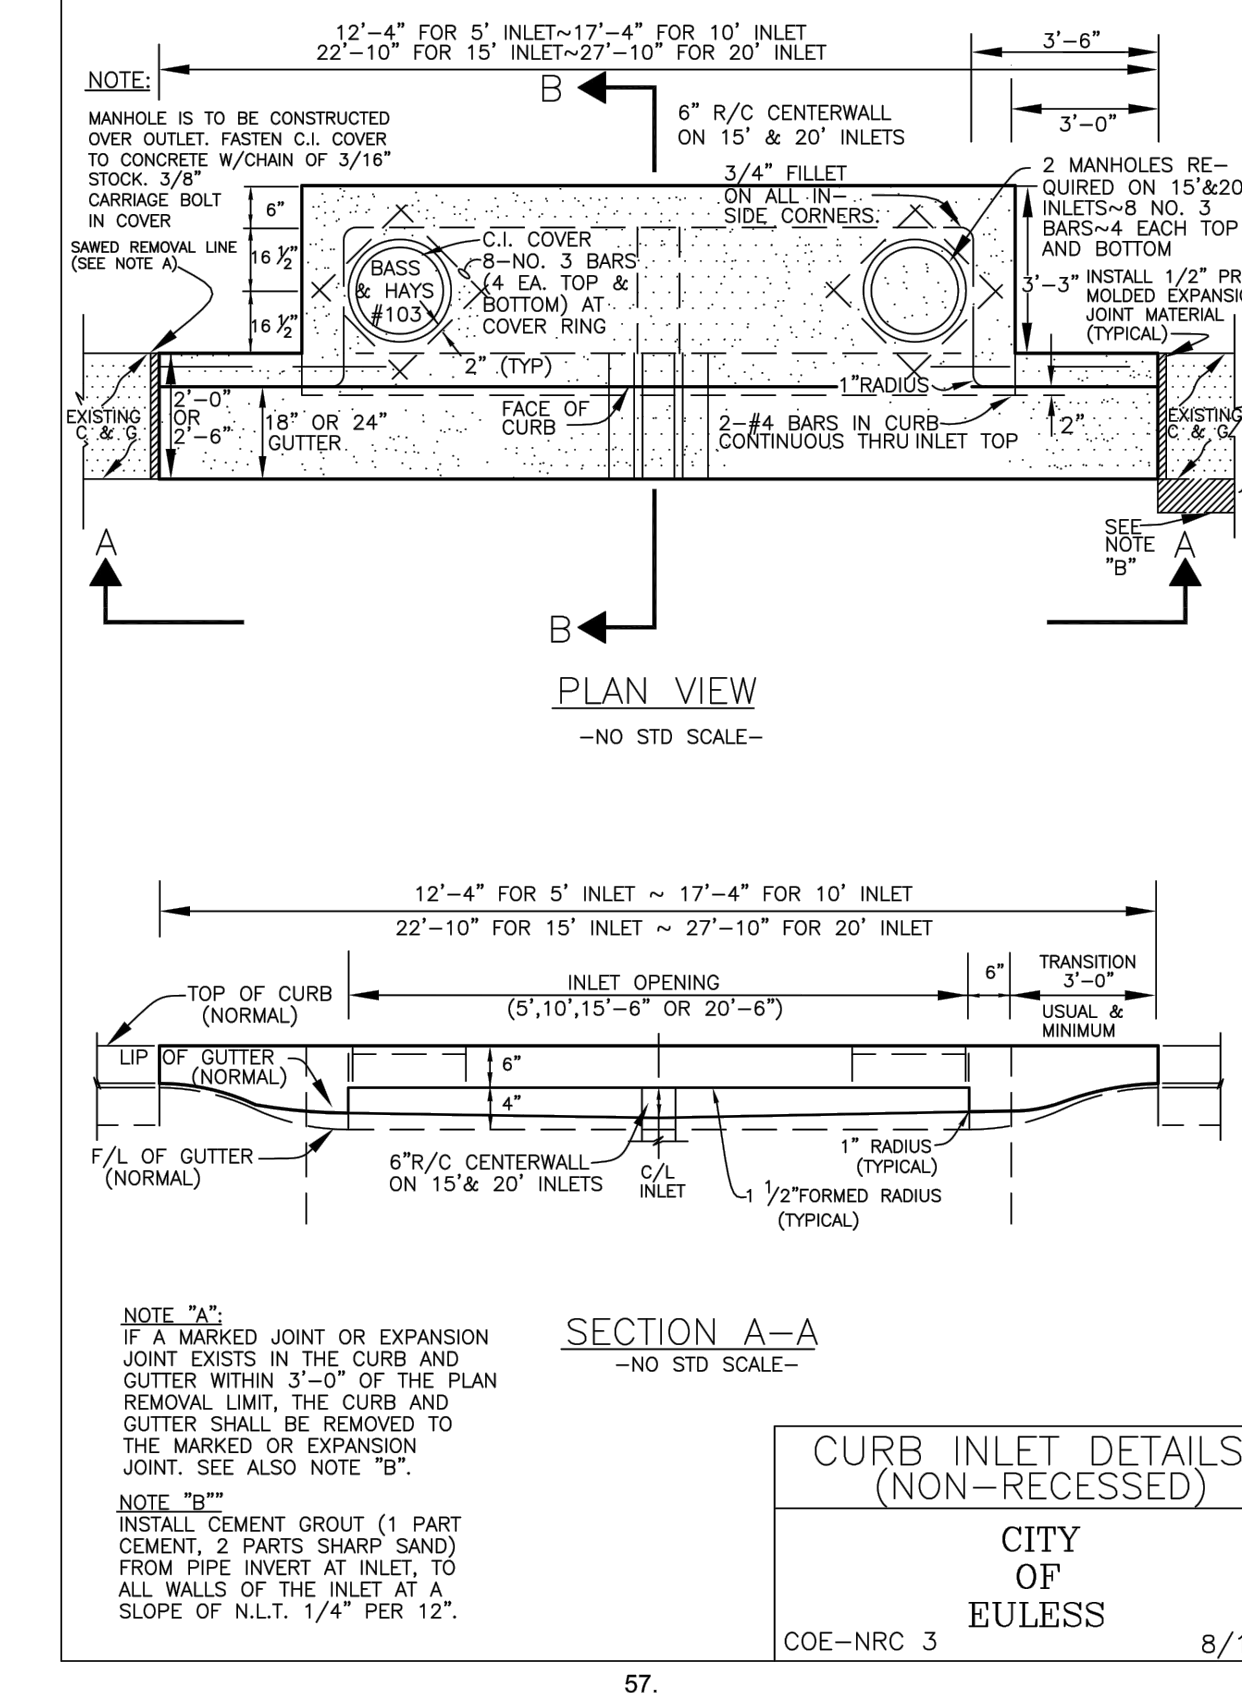 12'-4" FOR 5' INLET~17'-4" FOR 10' INLET
22'-10" FOR 15' INLET~27'-10" FOR 20' INLET
3'-6"
3'-0"
NOTE:
MANHOLE IS TO BE CONSTRUCTED
OVER OUTLET. FASTEN C.I. COVER
TO CONCRETE W/CHAIN OF 3/16"
STOCK. 3/8"
CARRIAGE BOLT
IN COVER
B
6" R/C CENTERWALL
ON 15' & 20' INLETS
3/4" FILLET
ON ALL IN-
SIDE CORNERS.
2 MANHOLES RE-
QUIRED ON 15'&20
INLETS~8 NO. 3
BARS~4 EACH TOP
AND BOTTOM
SAWED REMOVAL LINE
(SEE NOTE A)
6"
16 1/2"
16 1/2"
BASS
& HAYS
#103
C.I. COVER
8-NO. 3 BARS
(4 EA. TOP &
BOTTOM) AT
COVER RING
2" (TYP)
3'-3"
INSTALL 1/2" PR
MOLDED EXPANSI
JOINT MATERIAL
(TYPICAL)
EXISTING
C & G
2'-0"
OR
2'-6"
18" OR 24"
GUTTER
FACE OF
CURB
1"RADIUS
2-#4 BARS IN CURB
CONTINUOUS THRU INLET TOP
2"
EXISTING
C & G
SEE
NOTE
"B"
A
A
B
PLAN VIEW
-NO STD SCALE-
12'-4" FOR 5' INLET ~ 17'-4" FOR 10' INLET
22'-10" FOR 15' INLET ~ 27'-10" FOR 20' INLET
INLET OPENING
(5',10',15'-6" OR 20'-6")
6"
TRANSITION
3'-0"
USUAL &
MINIMUM
TOP OF CURB
(NORMAL)
LIP OF GUTTER
(NORMAL)
6"
4"
F/L OF GUTTER
(NORMAL)
6"R/C CENTERWALL
ON 15'& 20' INLETS
C/L
INLET
1" RADIUS
(TYPICAL)
1 1/2"FORMED RADIUS
(TYPICAL)
NOTE "A":
IF A MARKED JOINT OR EXPANSION
JOINT EXISTS IN THE CURB AND
GUTTER WITHIN 3'-0" OF THE PLAN
REMOVAL LIMIT, THE CURB AND
GUTTER SHALL BE REMOVED TO
THE MARKED OR EXPANSION
JOINT. SEE ALSO NOTE "B".
NOTE "B""
INSTALL CEMENT GROUT (1 PART
CEMENT, 2 PARTS SHARP SAND)
FROM PIPE INVERT AT INLET, TO
ALL WALLS OF THE INLET AT A
SLOPE OF N.L.T. 1/4" PER 12".
SECTION A-A
-NO STD SCALE-
CURB INLET DETAILS
(NON-RECESSED)
CITY
OF
EULESS
COE-NRC 3
8/1
57.